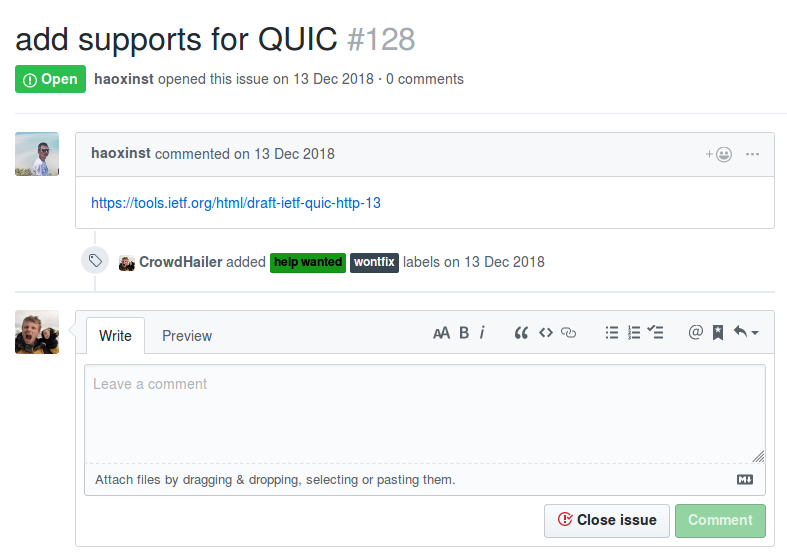 add supports for QUIC #128
Open haoxinst opened this issue on 13 Dec 2018 · 0 comments
haoxinst commented on 13 Dec 2018
https://tools.ietf.org/html/draft-ietf-quic-http-13
CrowdHailer added help wanted wontfix labels on 13 Dec 2018
Write Preview AA B i @
Leave a comment
Attach files by dragging & dropping, selecting or pasting them.
Close issue Comment